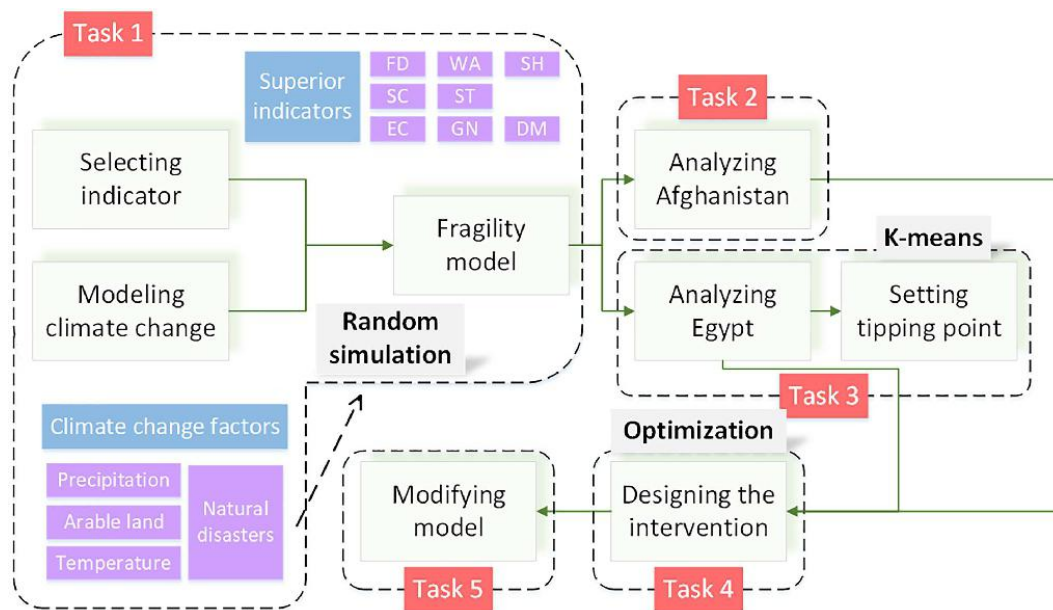 Task 1
Superior
indicators
FD WA SH
SC ST
EC GN DM
Selecting
indicator
Modeling
climate change
Fragility
model
Random
simulation
Climate change factors
Precipitation
Arable land
Temperature
Natural
disasters
Task 2
Analyzing
Afghanistan
K-means
Analyzing
Egypt
Setting
tipping point
Task 3
Optimization
Designing the
intervention
Task 4
Modifying
model
Task 5